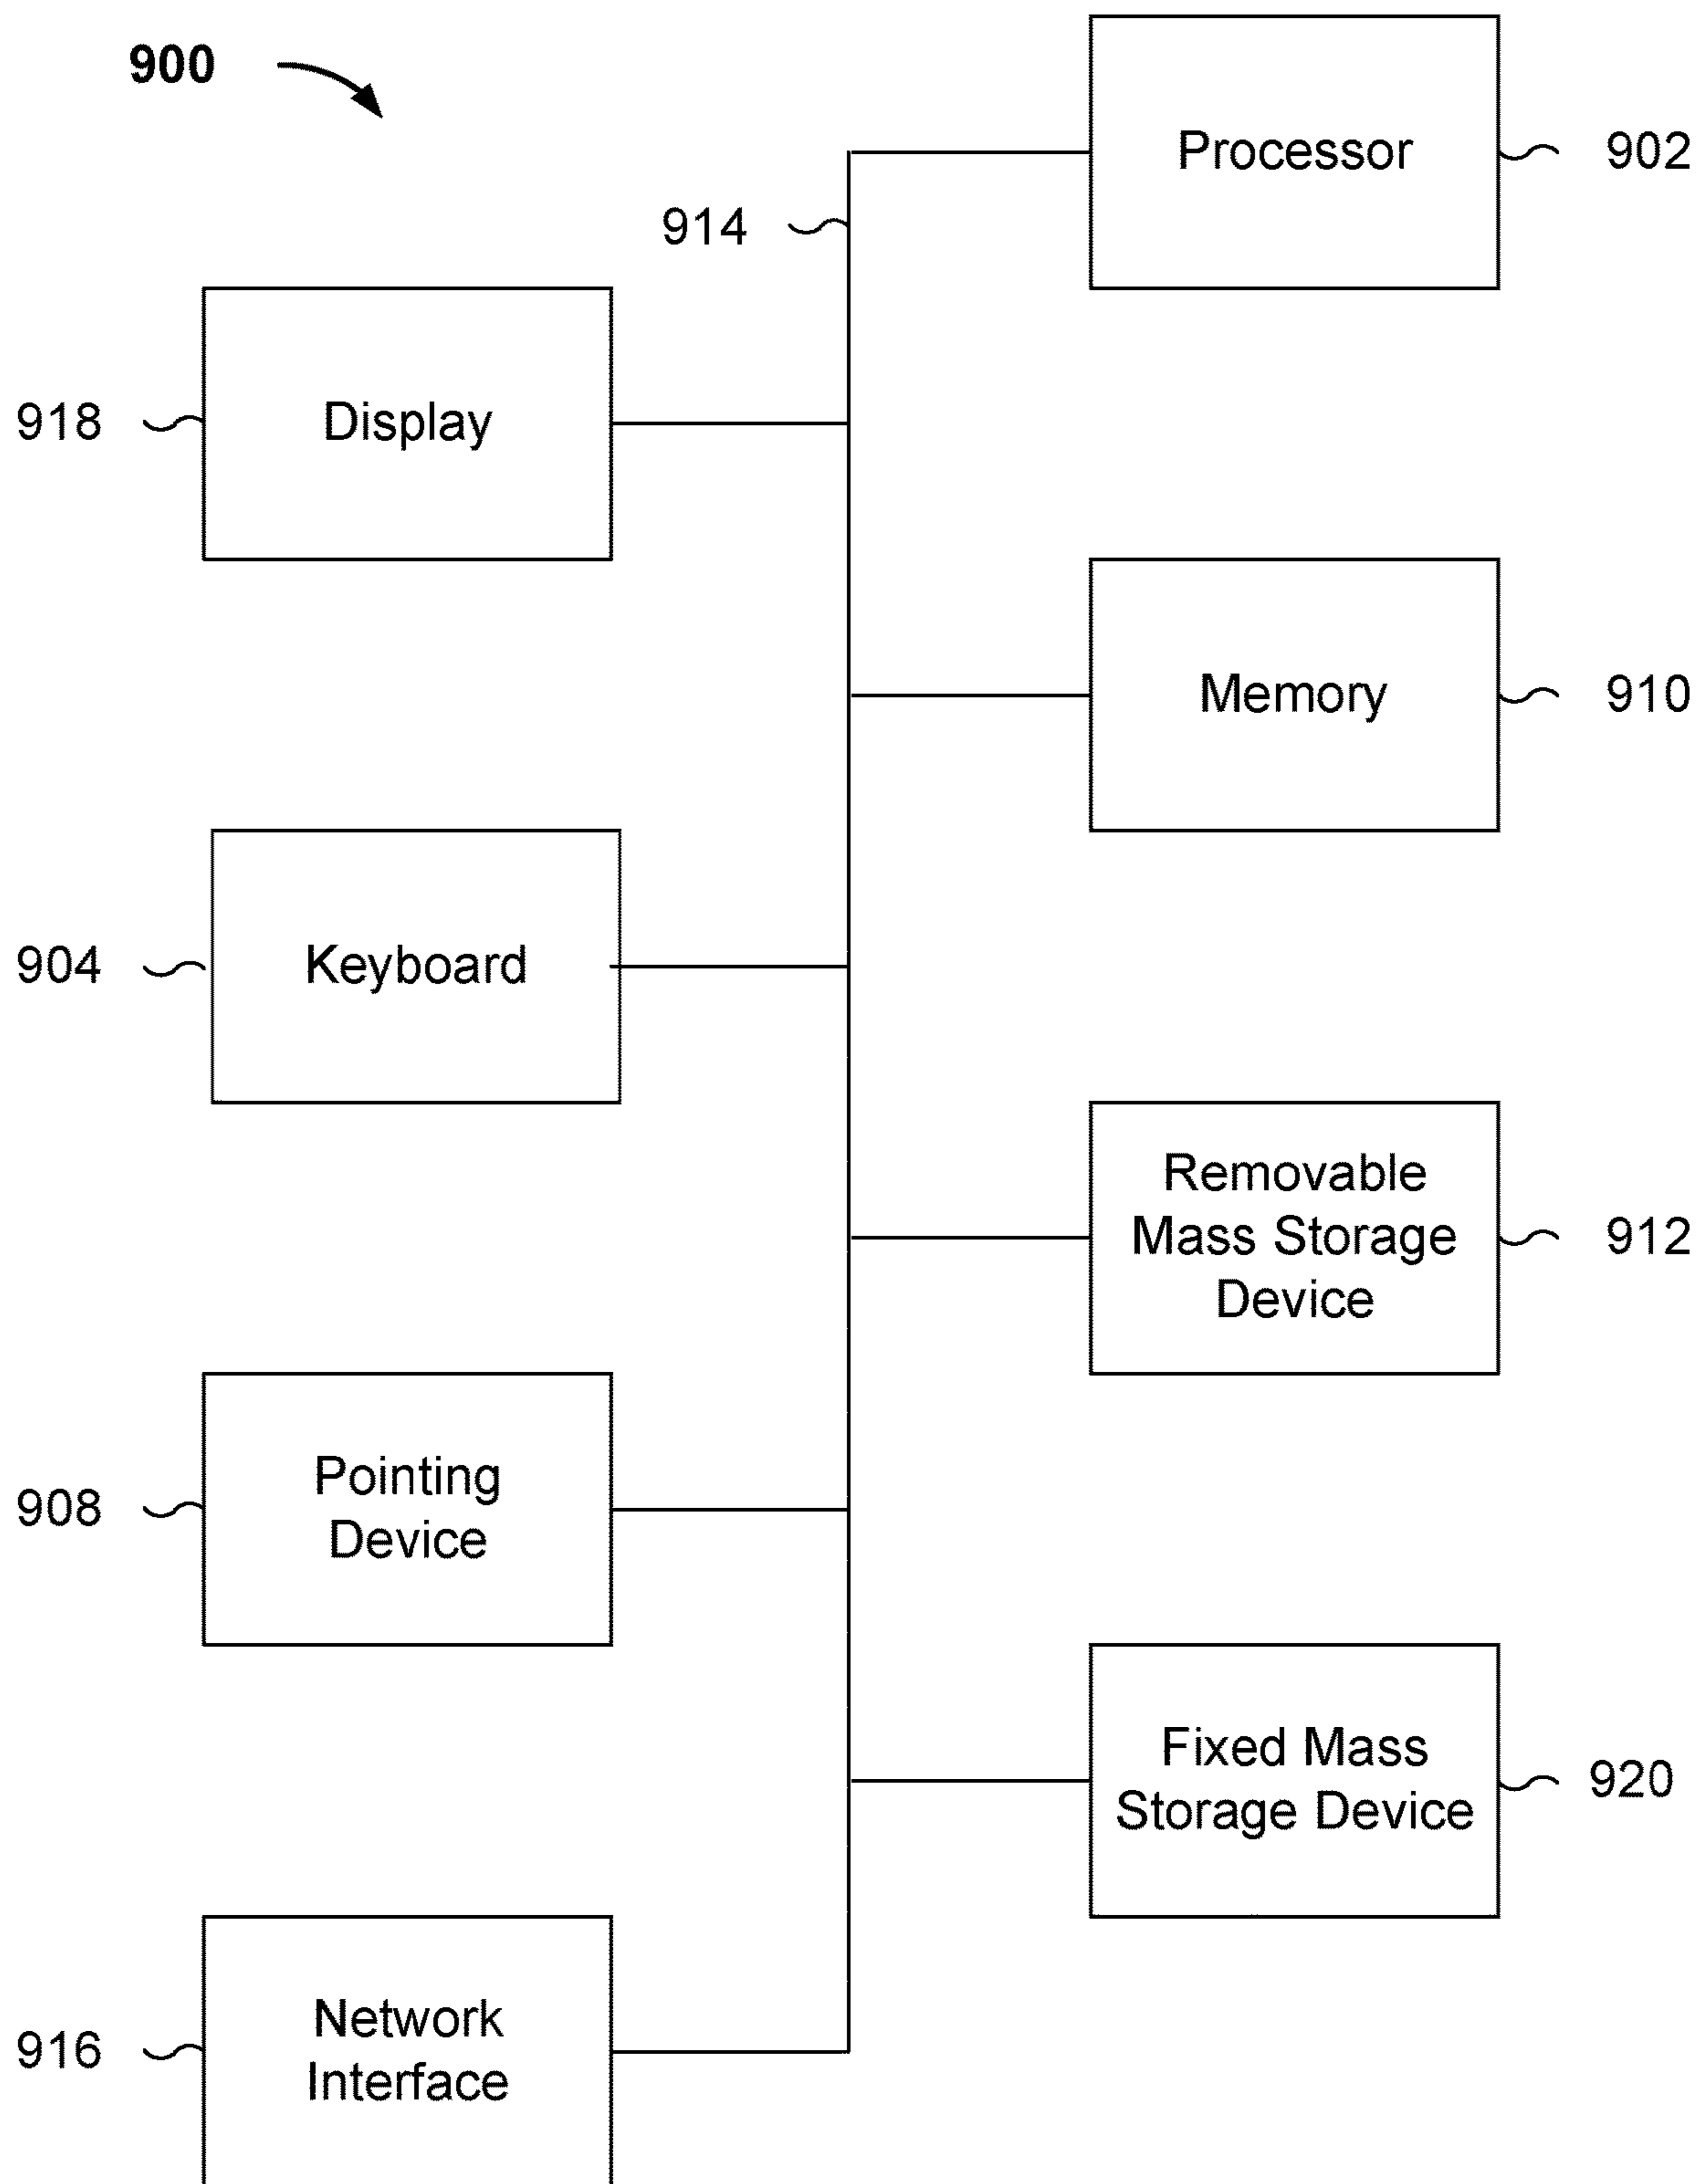 900
Processor
902
914
918
Display
Memory
910
904
Keyboard
Removable
Mass Storage
Device
912
908
Pointing
Device
Fixed Mass
Storage Device
920
916
Network
Interface